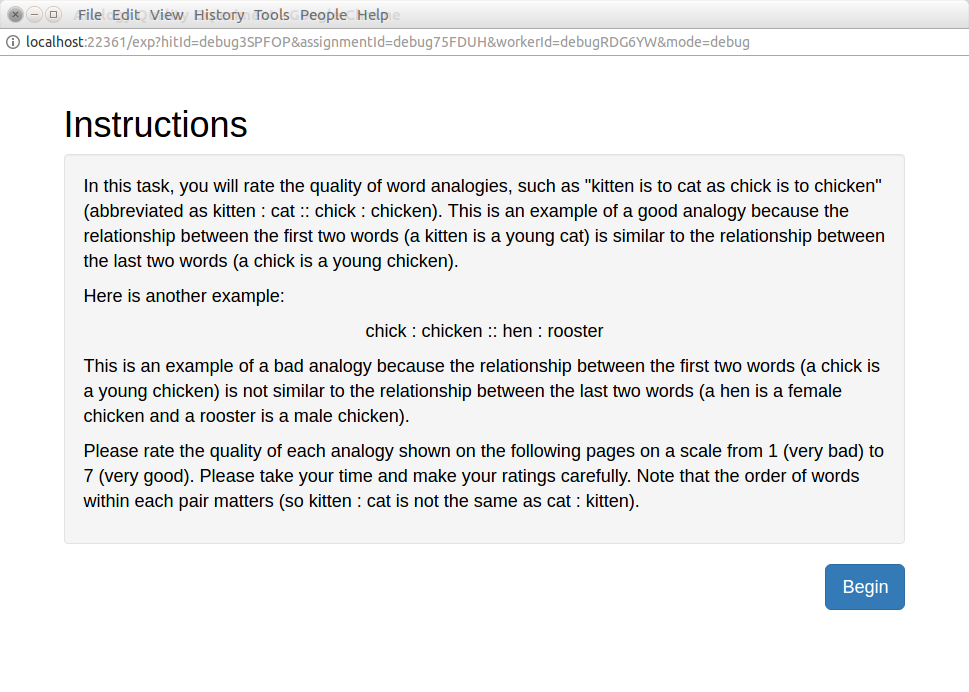 File Edit View History Tools People Help
localhost:22361/exp?hitId=debug3SPFOP&assignmentId=debug75FDUH&workerId=debugRDG6YW&mode=debug
Instructions
In this task, you will rate the quality of word analogies, such as "kitten is to cat as chick is to chicken"
(abbreviated as kitten : cat :: chick : chicken). This is an example of a good analogy because the
relationship between the first two words (a kitten is a young cat) is similar to the relationship between
the last two words (a chick is a young chicken).
Here is another example:
chick : chicken :: hen : rooster
This is an example of a bad analogy because the relationship between the first two words (a chick is
a young chicken) is not similar to the relationship between the last two words (a hen is a female
chicken and a rooster is a male chicken).
Please rate the quality of each analogy shown on the following pages on a scale from 1 (very bad) to
7 (very good). Please take your time and make your ratings carefully. Note that the order of words
within each pair matters (so kitten : cat is not the same as cat : kitten).
Begin